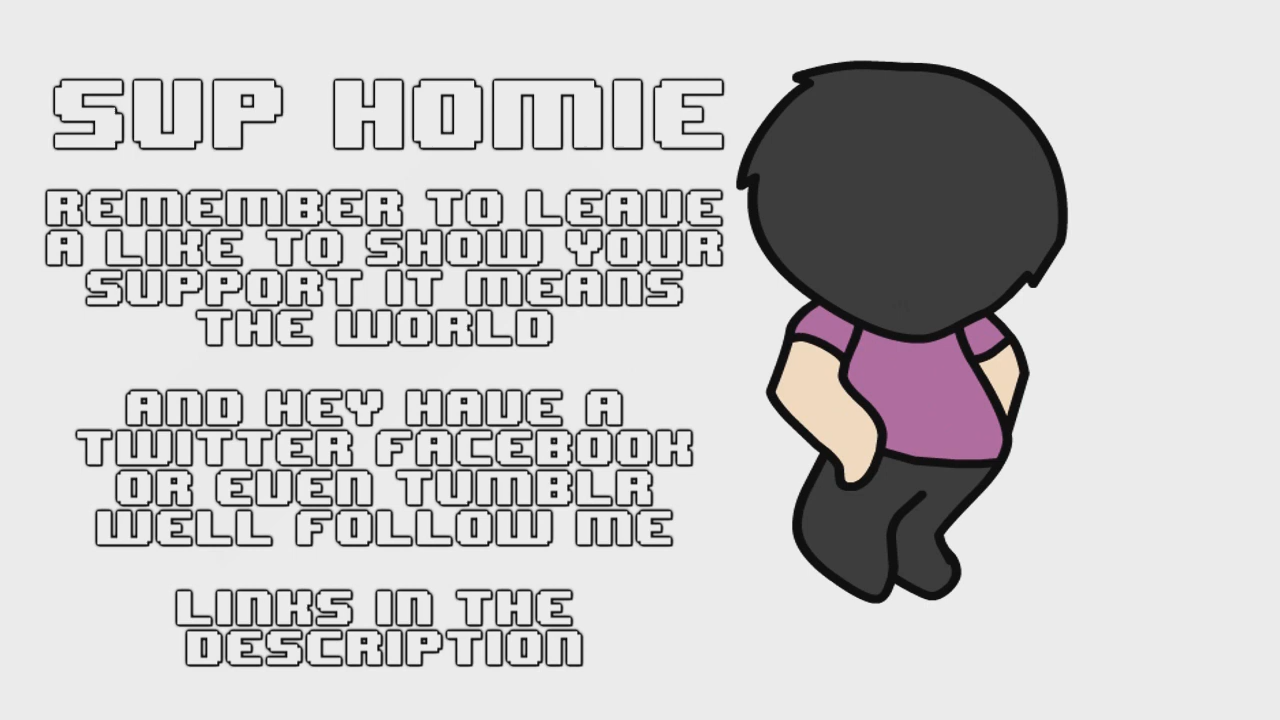 SUP HOMIE
REMEMBER TO LEAVE
A LIKE TO SHOW YOUR
SUPPORT IT MEANS
THE WORLD
AND HEY HAVE A
TWITTER FACEBOOK
OR EVEN TUMBLR
WELL FOLLOW ME
LINKS IN THE
DESCRIPTION